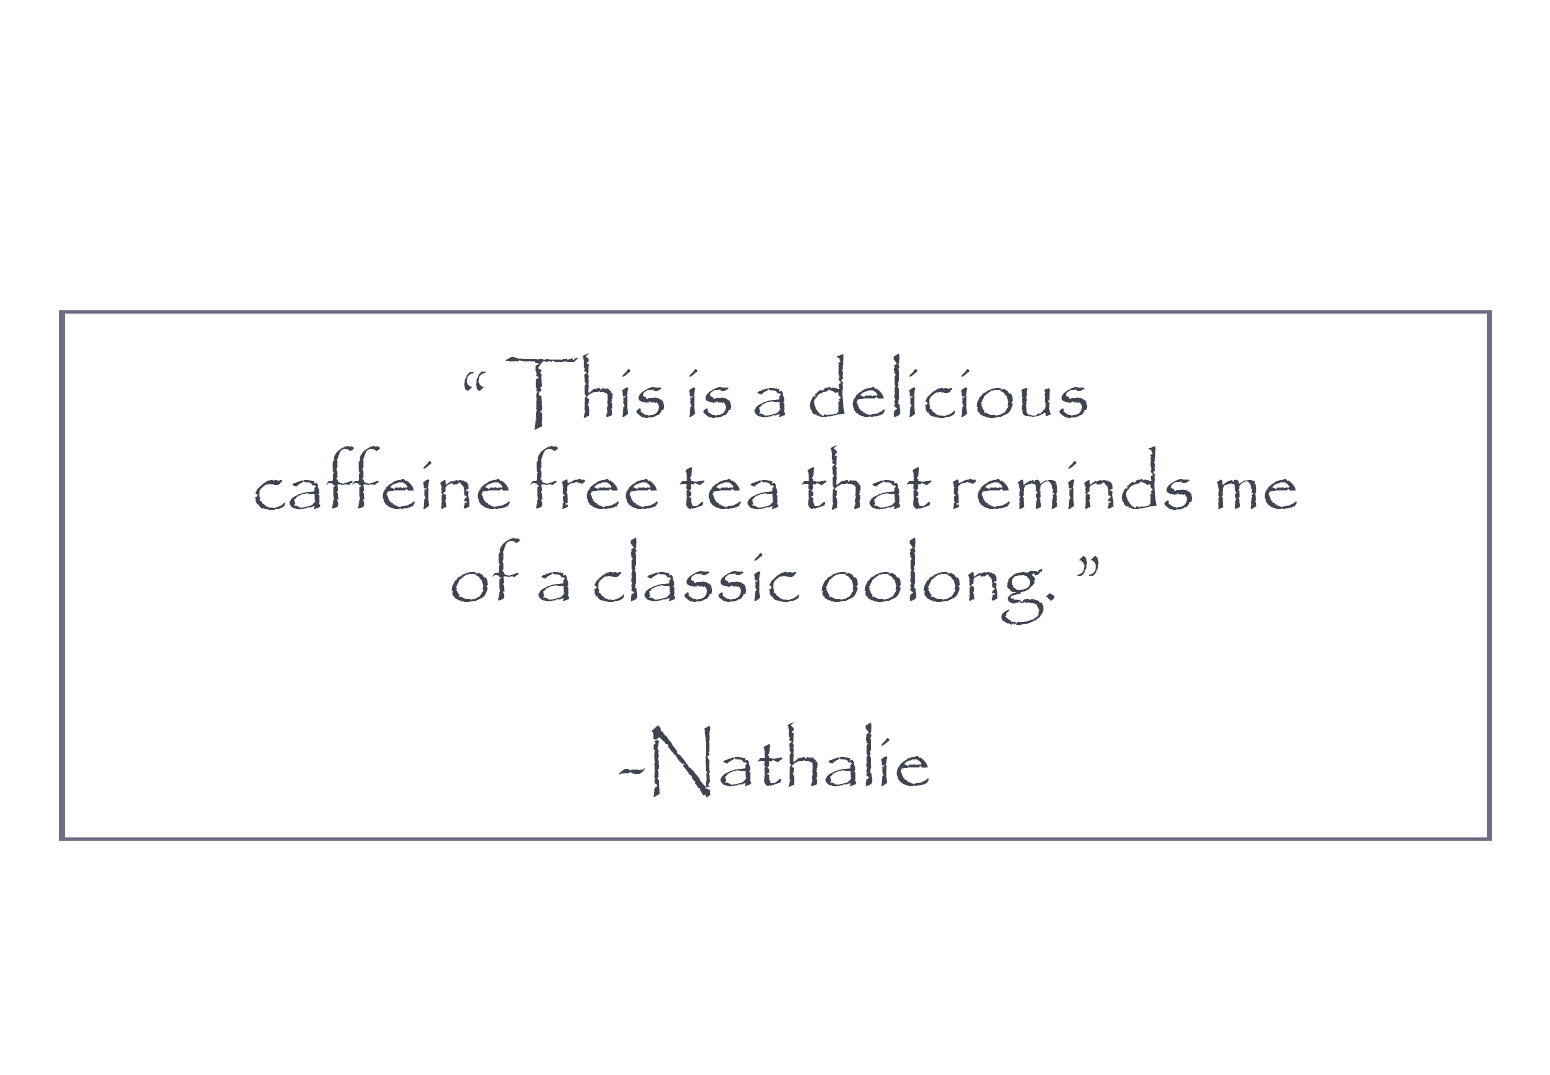 “ This is a delicious
caffeine free tea that reminds me
of a classic oolong. ”
-Nathalie